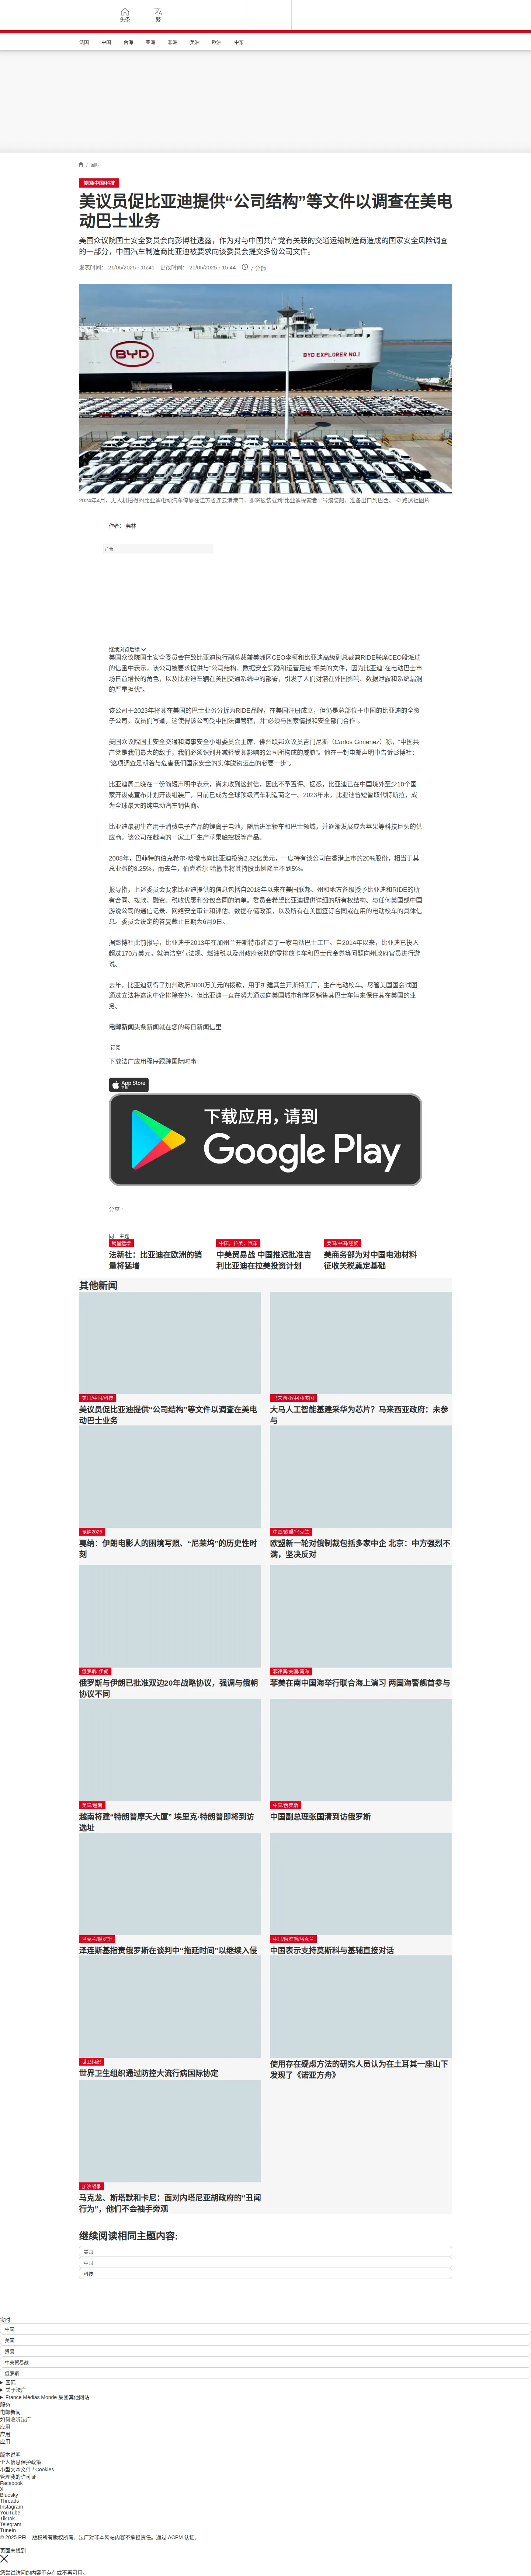 头条
繁
法国
中国
台海
亚洲
非洲
美洲
欧洲
中东
/ 国际
美国/中国/科技
美议员促比亚迪提供“公司结构”等文件以调查在美电动巴士业务
美国众议院国土安全委员会向彭博社透露，作为对与中国共产党有关联的交通运输制造商造成的国家安全风险调查的一部分，中国汽车制造商比亚迪被要求向该委员会提交多份公司文件。
发表时间： 21/05/2025 - 15:41 更改时间： 21/05/2025 - 15:44 7 分钟
BYD
BYD EXPLORER NO.1
2024年4月，无人机拍摄的比亚迪电动汽车停靠在江苏省连云港港口，即将被装载到“比亚迪探索者1”号滚装船，准备出口到巴西。 © 路透社图片
作者： 弗林
广告
继续浏览后续
美国众议院国土安全委员会在致比亚迪执行副总裁兼美洲区CEO李柯和比亚迪高级副总裁兼RIDE联席CEO段涵瑞的信函中表示，该公司被要求提供与“公司结构、数据安全实践和运营足迹”相关的文件，因为比亚迪“在电动巴士市场日益增长的角色，以及比亚迪车辆在美国交通系统中的部署，引发了人们对潜在外国影响、数据泄露和系统漏洞的严重担忧”。
该公司于2023年将其在美国的巴士业务分拆为RIDE品牌，在美国注册成立，但仍是总部位于中国的比亚迪的全资子公司。议员们写道，这使得该公司受中国法律管辖，并“必须与国家情报和安全部门合作”。
美国众议院国土安全交通和海事安全小组委员会主席、佛州联邦众议员吉门尼斯（Carlos Gimenez）称，“中国共产党是我们最大的敌手，我们必须识别并减轻受其影响的公司所构成的威胁”。他在一封电邮声明中告诉彭博社：“这项调查是朝着与危害我们国家安全的实体脱钩迈出的必要一步”。
比亚迪周二晚在一份简短声明中表示，尚未收到这封信，因此不予置评。据悉，比亚迪已在中国境外至少10个国家开设或宣布计划开设组装厂，目前已成为全球顶级汽车制造商之一。2023年末，比亚迪曾短暂取代特斯拉，成为全球最大的纯电动汽车销售商。
比亚迪最初生产用于消费电子产品的锂离子电池，随后进军轿车和巴士领域，并逐渐发展成为苹果等科技巨头的供应商。该公司在越南的一家工厂生产苹果触控板等产品。
2008年，巴菲特的伯克希尔·哈撒韦向比亚迪投资2.32亿美元，一度持有该公司在香港上市的20%股份，相当于其总业务的8.25%，而去年，伯克希尔·哈撒韦将其持股比例降至不到5%。
报导指，上述委员会要求比亚迪提供的信息包括自2018年以来在美国联邦、州和地方各级授予比亚迪和RIDE的所有合同、拨款、融资、税收优惠和分包合同的清单。委员会希望比亚迪提供详细的所有权结构、与任何美国或中国游说公司的通信记录、网络安全审计和评估、数据存储政策，以及所有在美国签订合同或在用的电动校车的具体信息。委员会设定的答复截止日期为6月9日。
据彭博社此前报导，比亚迪于2013年在加州兰开斯特市建造了一家电动巴士工厂。自2014年以来，比亚迪已投入超过170万美元，就清洁空气法规、燃油税以及州政府资助的零排放卡车和巴士代金券等问题向州政府官员进行游说。
去年，比亚迪获得了加州政府3000万美元的拨款，用于扩建其兰开斯特工厂，生产电动校车。尽管美国国会试图通过立法将这家中企排除在外，但比亚迪一直在努力通过向美国城市和学区销售其巴士车辆来保住其在美国的业务。
电邮新闻头条新闻就在您的每日新闻信里
订阅
下载法广应用程序跟踪国际时事
App Store
下载
下载应用，请到
Google Play
分享 :
同一主题
销量猛增
法新社：比亚迪在欧洲的销量将猛增
中国、拉美、汽车
中美贸易战 中国推迟批准吉利比亚迪在拉美投资计划
美国/中国/经贸
美商务部为对中国电池材料征收关税奠定基础
其他新闻
美国/中国/科技
美议员促比亚迪提供“公司结构”等文件以调查在美电动巴士业务
马来西亚/中国/美国
大马人工智能基建采华为芯片？马来西亚政府：未参与
戛纳2025
戛纳：伊朗电影人的困境写照、“尼莱坞”的历史性时刻
中国/欧盟/乌克兰
欧盟新一轮对俄制裁包括多家中企 北京：中方强烈不满，坚决反对
俄罗斯/ 伊朗
俄罗斯与伊朗已批准双边20年战略协议，强调与俄朝协议不同
菲律宾/美国/南海
菲美在南中国海举行联合海上演习 两国海警舰首参与
美国/越南
越南将建“特朗普摩天大厦” 埃里克·特朗普即将到访选址
中国/俄罗斯
中国副总理张国清到访俄罗斯
乌克兰/俄罗斯
泽连斯基指责俄罗斯在谈判中“拖延时间”以继续入侵
中国/俄罗斯/乌克兰
中国表示支持莫斯科与基辅直接对话
世卫组织
世界卫生组织通过防控大流行病国际协定
使用存在疑虑方法的研究人员认为在土耳其一座山下发现了《诺亚方舟》
加沙战争
马克龙、斯塔默和卡尼：面对内塔尼亚胡政府的“丑闻行为”，他们不会袖手旁观
继续阅读相同主题内容:
美国
中国
科技
实时
中国
美国
贸易
中美贸易战
俄罗斯
国际
关于法广
France Médias Monde 集团其他网站
服务
电邮新闻
如何收听法广
应用
应用
应用
版本说明
个人信息保护政策
小型文本文件 / Cookies
管理我的许可证
Facebook
X
Bluesky
Threads
Instagram
YouTube
TikTok
Telegram
TuneIn
© 2025 RFI – 版权所有版权所有。法广对非本网站内容不承担责任。通过 ACPM 认证。
页面未找到
您尝试访问的内容不存在或不再可用。